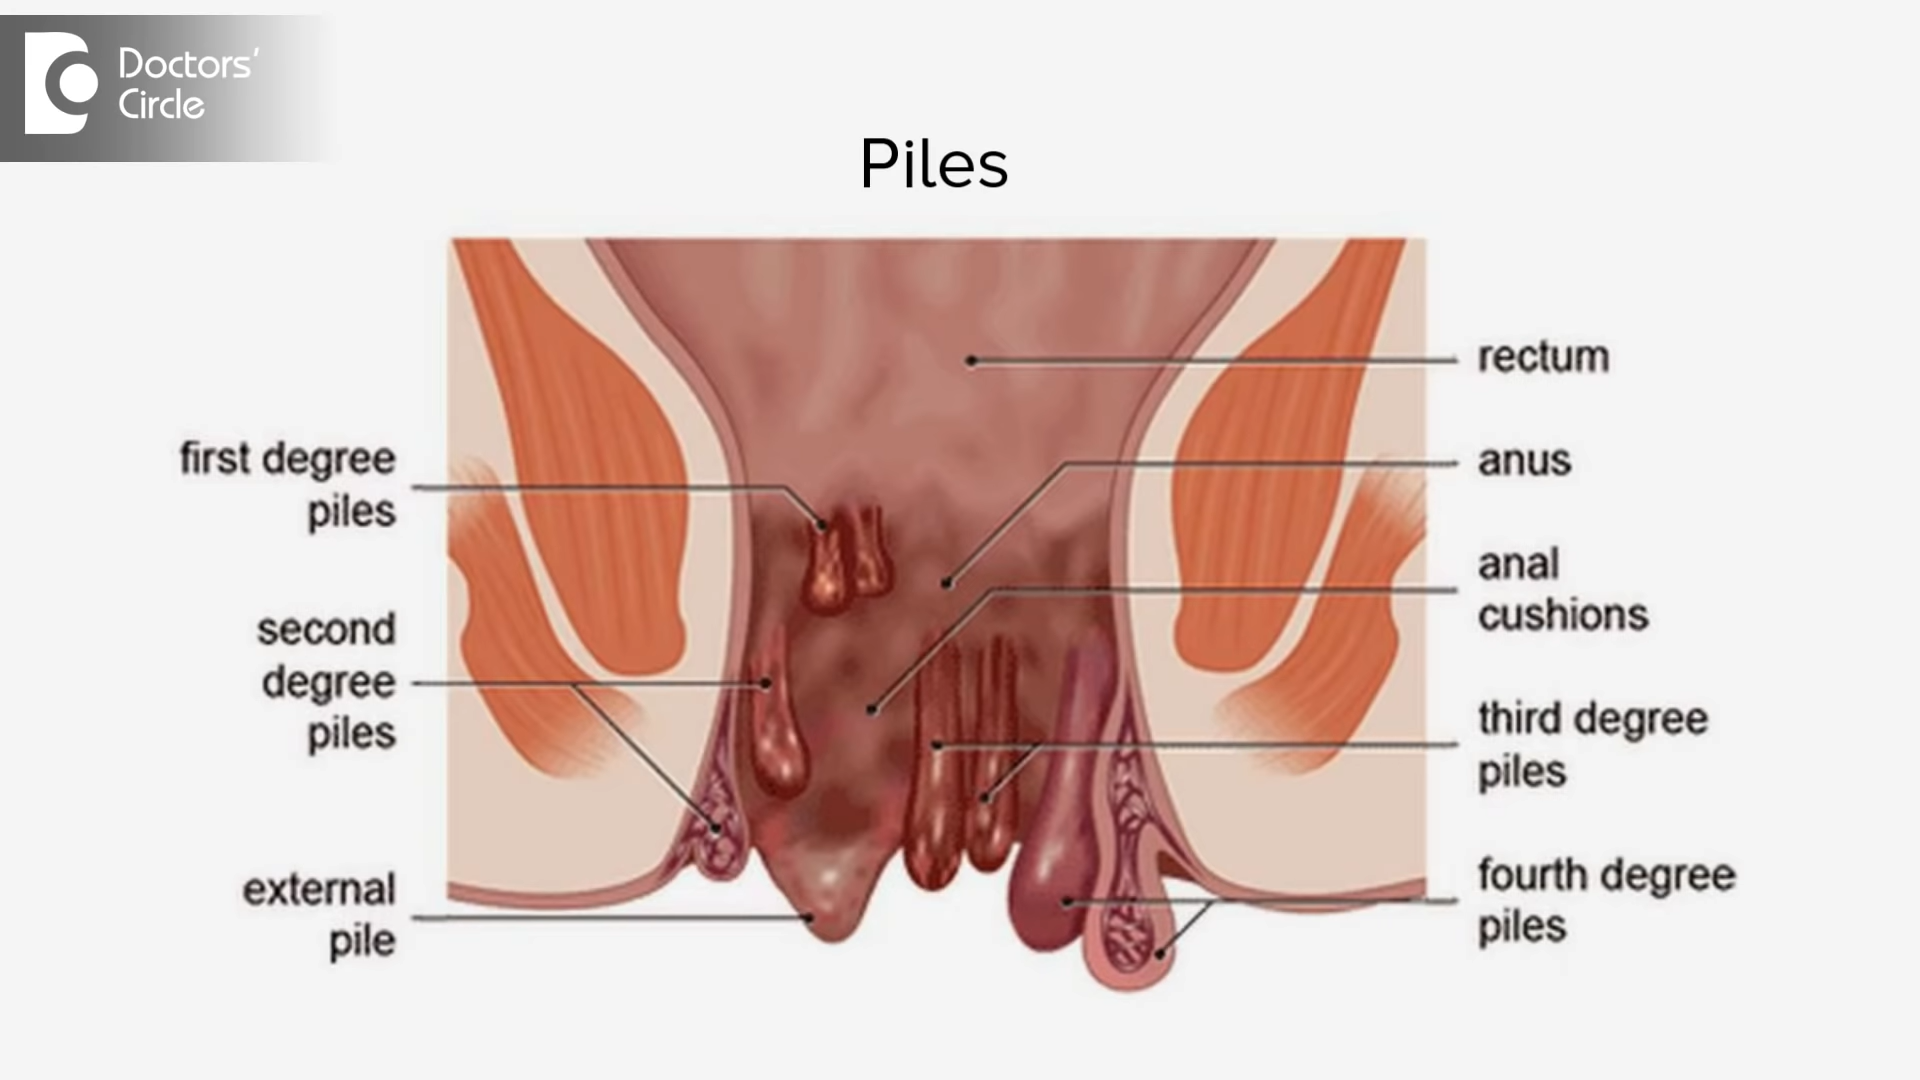 Doctors'
Circle
Piles
first degree
piles
second
degree
piles
external
pile
rectum
anus
anal
cushions
third degree
piles
fourth degree
piles